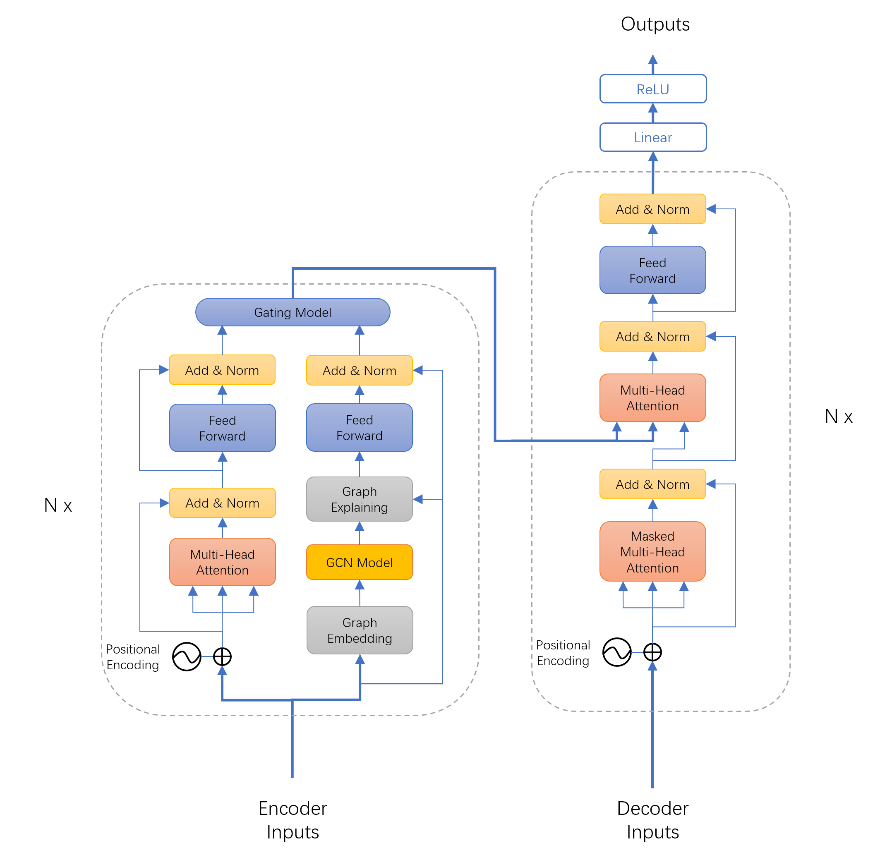 Outputs
ReLU
Linear
Add & Norm
Feed
Forward
Add & Norm
Multi-Head
Attention
N x
Add & Norm
Masked
Multi-Head
Attention
Positional
Encoding
Decoder
Inputs
Gating Model
Add & Norm
Feed
Forward
Add & Norm
Multi-Head
Attention
Positional
Encoding
N x
Add & Norm
Feed
Forward
Graph
Explaining
GCN Model
Graph
Embedding
Encoder
Inputs